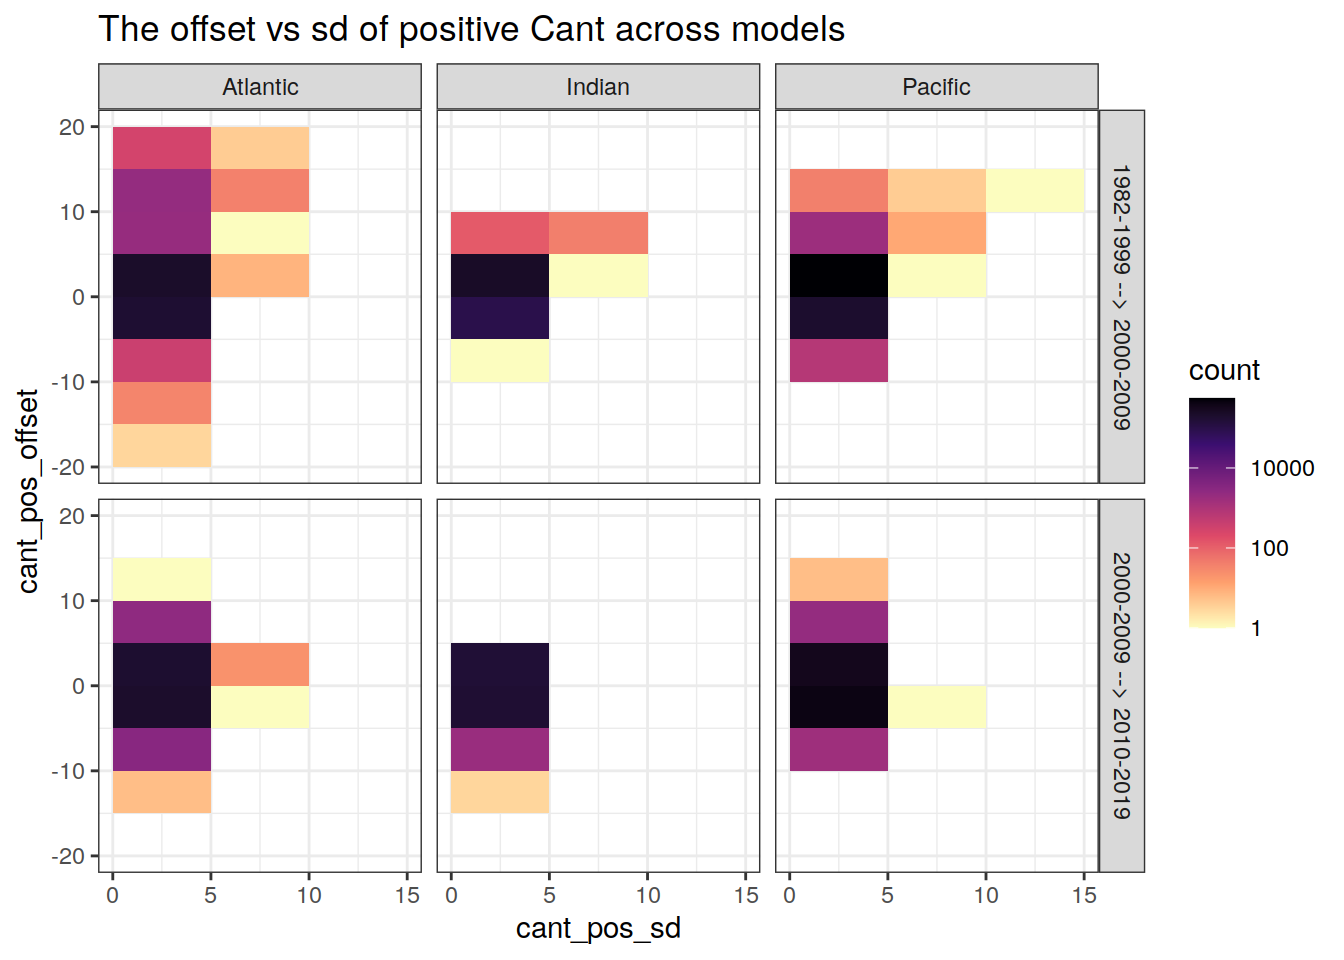 The offset vs sd of positive Cant across models
Atlantic
Indian
Pacific
20
10
0
-10
-20
1982-1999 --> 2000-2009
20
10
0
-10
-20
2000-2009 --> 2010-2019
cant_pos_offset
0 5 10 15
0 5 10 15
0 5 10 15
cant_pos_sd
count
10000
100
1